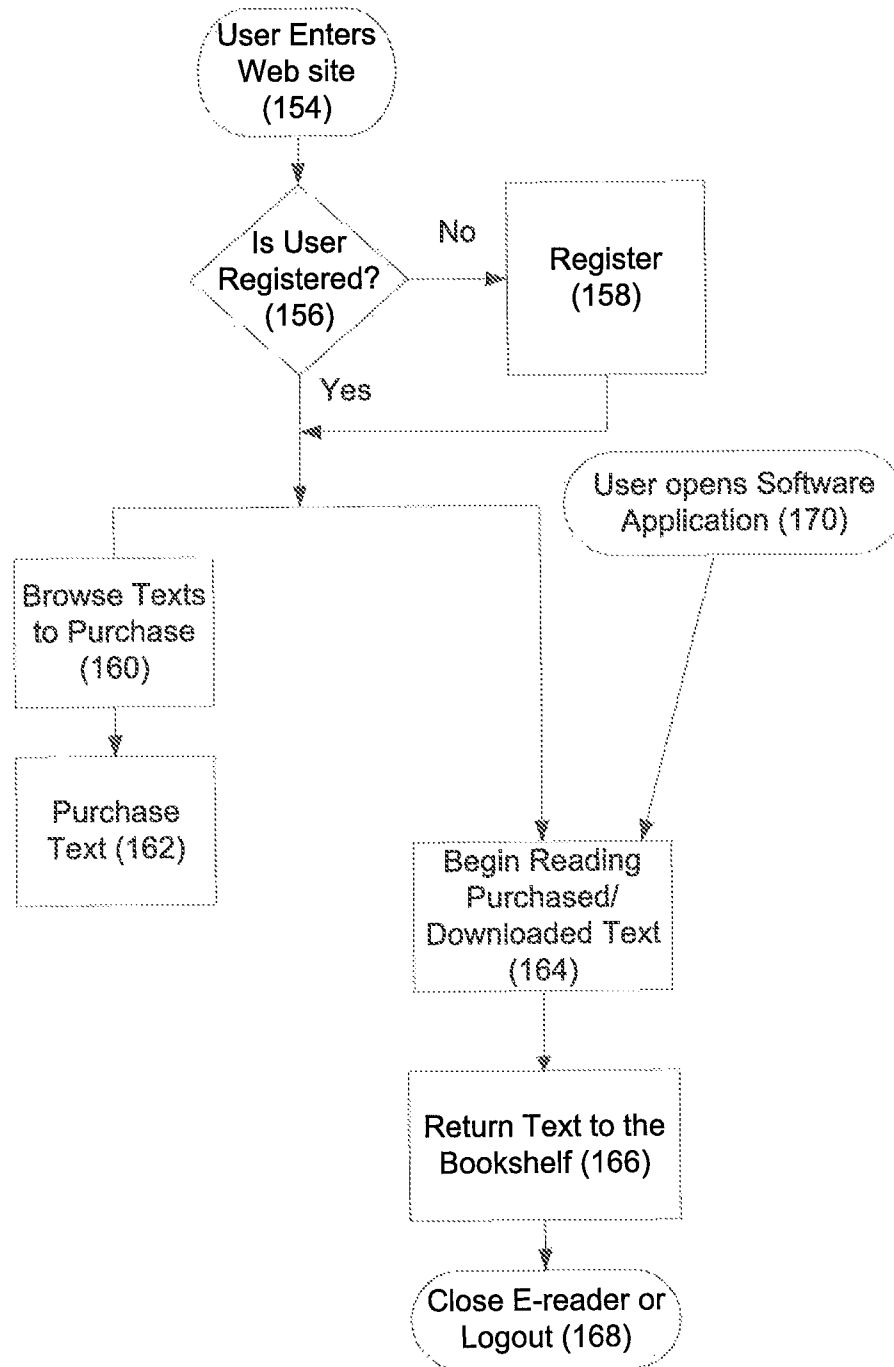 User Enters
Web site
(154)
Is User
Registered?
(156)
No
Register
(158)
Yes
User opens Software
Application (170)
Browse Texts
to Purchase
(160)
Purchase
Text (162)
Begin Reading
Purchased/
Downloaded Text
(164)
Return Text to the
Bookshelf (166)
Close E-reader or
Logout (168)